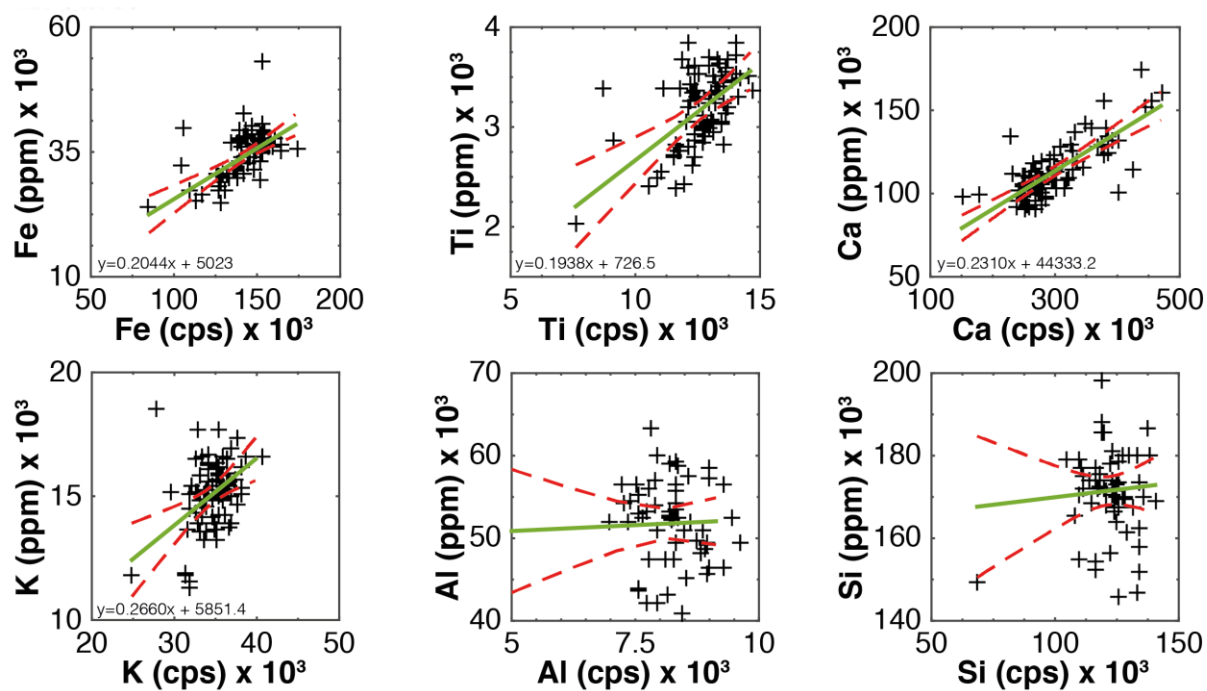 60
35
10
Fe (ppm) x 10³
y=0.2044x + 5023
50
100
150
200
Fe (cps) x 10³
4
3
2
Ti (ppm) x 10³
y=0.1938x + 726.5
5
10
15
Ti (cps) x 10³
200
150
100
50
Ca (ppm) x 10³
y=0.2310x + 44333.2
100
300
500
Ca (cps) x 10³
20
15
10
K (ppm) x 10³
y=0.2660x + 5851.4
20
30
40
50
K (cps) x 10³
70
60
50
40
Al (ppm) x 10³
5
7.5
10
Al (cps) x 10³
200
180
160
140
Si (ppm) x 10³
50
100
150
Si (cps) x 10³